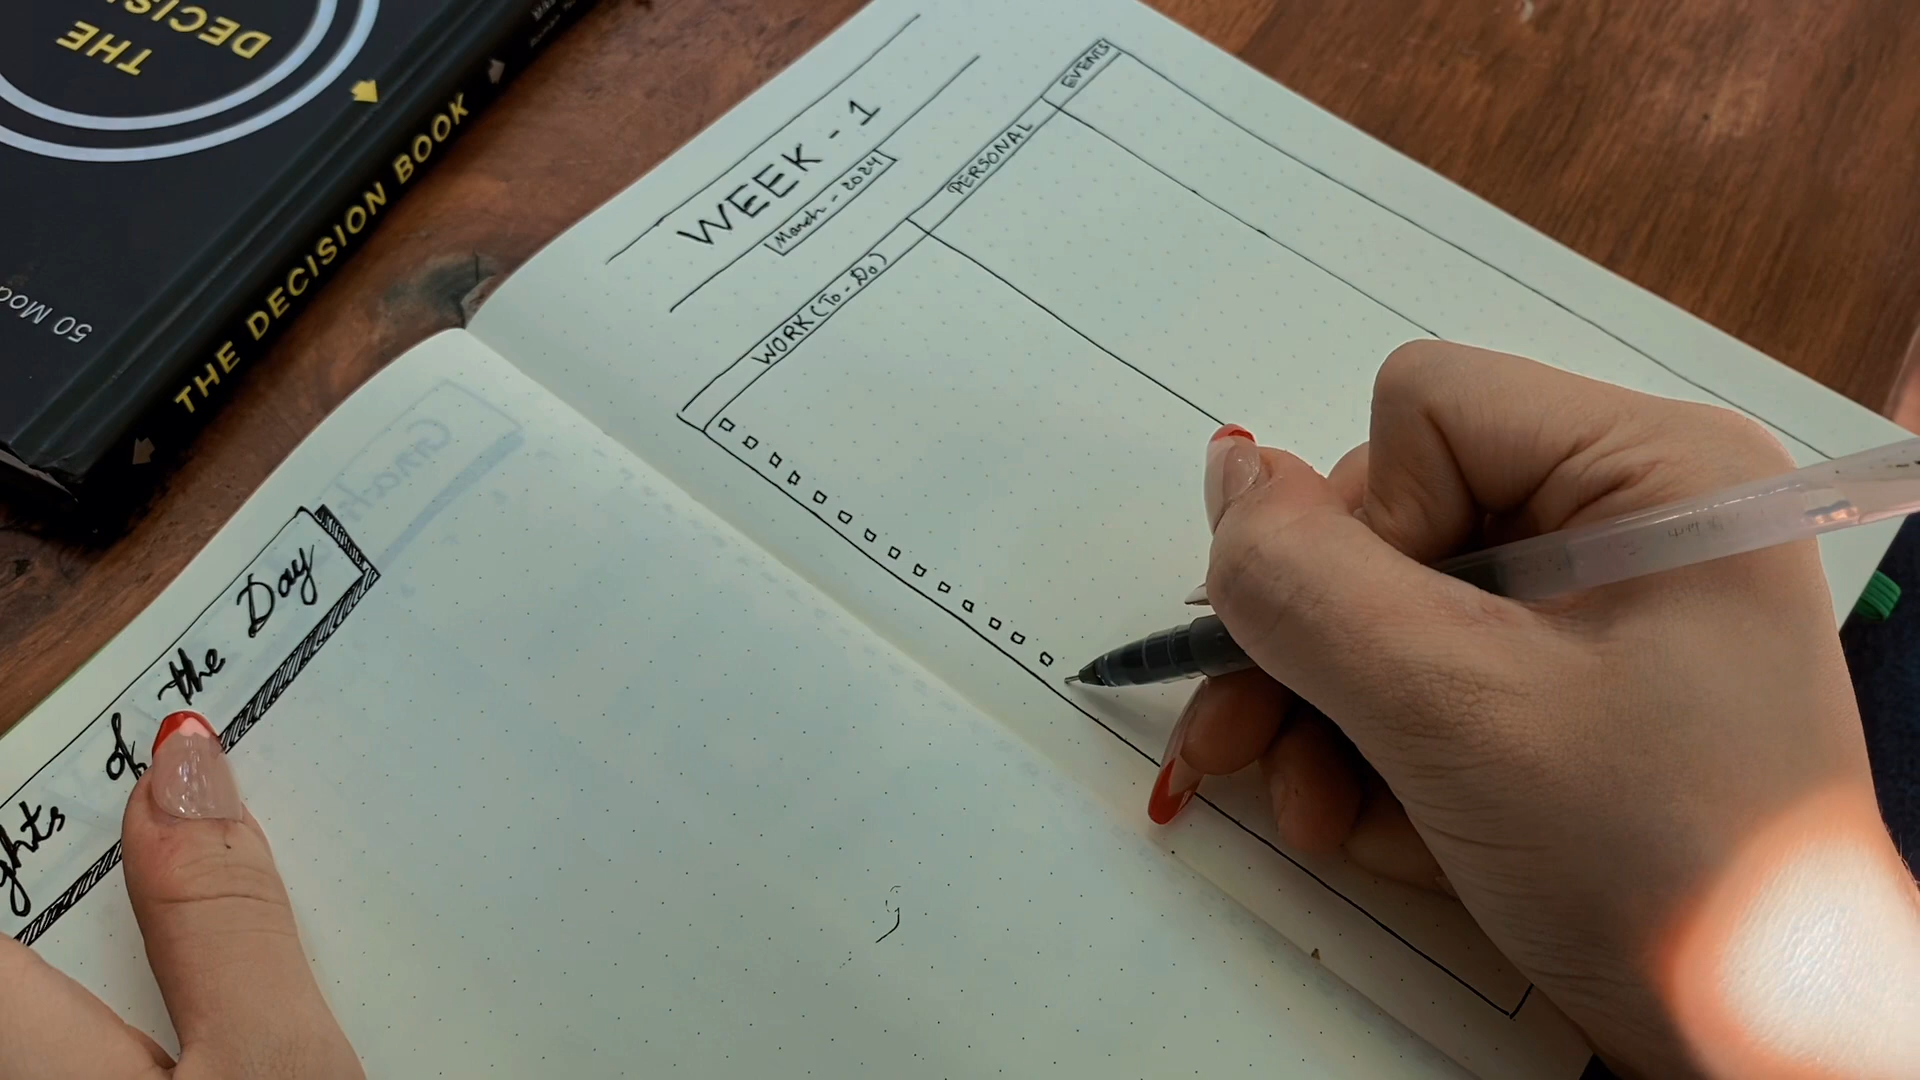 THE
DECIS
50 Mod
THE DECISION BOOK
WEEK - 1
March - 2024
WORK (To - Do)
PERSONAL
EVENTS
ghts of the Day